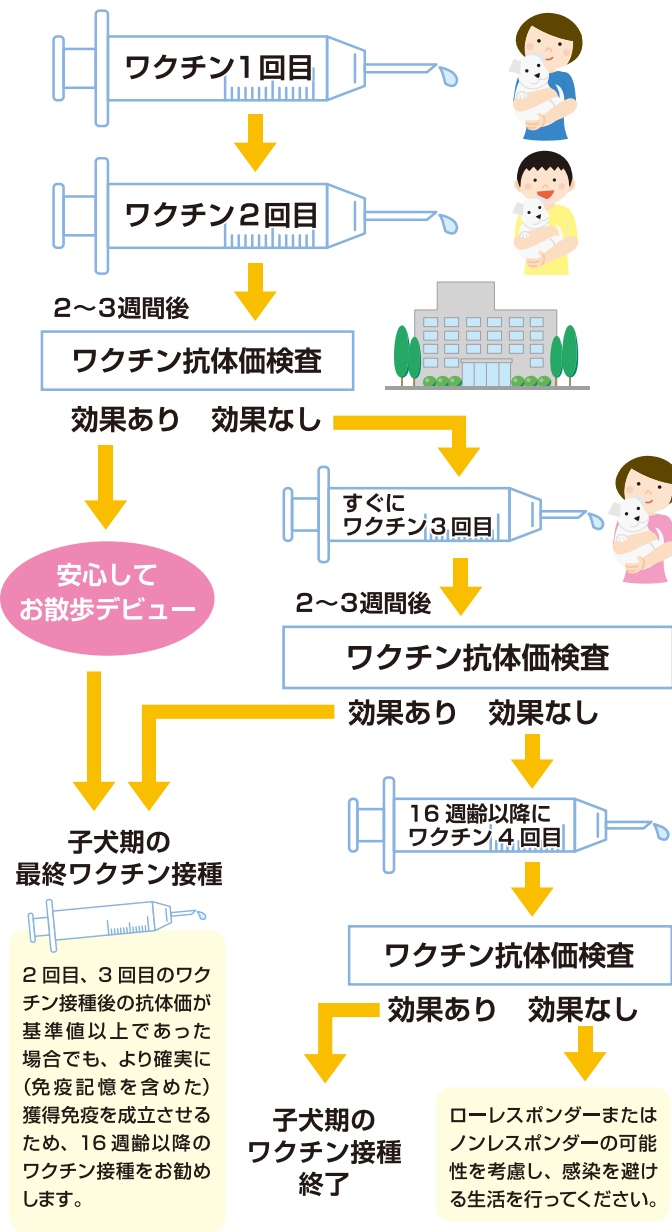 ワクチン1回目
ワクチン2回目
2〜3週間後
ワクチン抗体価検査
効果あり 効果なし
すぐに
ワクチン3回目
安心して
お散歩デビュー
2〜3週間後
ワクチン抗体価検査
効果あり 効果なし
16週齢以降に
ワクチン4回目
子犬期の
最終ワクチン接種
2回目、3回目のワク
チン接種後の抗体価が
基準値以上であった
場合でも、より確実に
(免疫記憶を含めた)
獲得免疫を成立させる
ため、16週齢以降の
ワクチン接種をお勧め
します。
ワクチン抗体価検査
効果あり 効果なし
子犬期の
ワクチン接種
終了
ローレスポンダーまたは
ノンレスポンダーの可能
性を考慮し、感染を避け
る生活を行ってください。